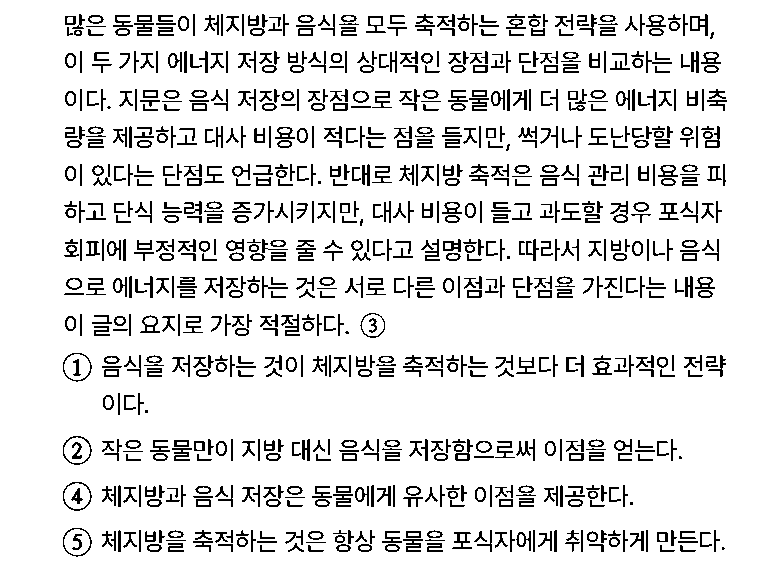 많은 동물들이 체지방과 음식을 모두 축적하는 혼합 전략을 사용하며,
이 두 가지 에너지 저장 방식의 상대적인 장점과 단점을 비교하는 내용
이다. 지문은 음식 저장의 장점으로 작은 동물에게 더 많은 에너지 비축
량을 제공하고 대사 비용이 적다는 점을 들지만, 썩거나 도난당할 위험
이 있다는 단점도 언급한다. 반대로 체지방 축적은 음식 관리 비용을 피
하고 단식 능력을 증가시키지만, 대사 비용이 들고 과도할 경우 포식자
회피에 부정적인 영향을 줄 수 있다고 설명한다. 따라서 지방이나 음식
으로 에너지를 저장하는 것은 서로 다른 이점과 단점을 가진다는 내용
이 글의 요지로 가장 적절하다. ③
① 음식을 저장하는 것이 체지방을 축적하는 것보다 더 효과적인 전략
이다.
② 작은 동물만이 지방 대신 음식을 저장함으로써 이점을 얻는다.
④ 체지방과 음식 저장은 동물에게 유사한 이점을 제공한다.
⑤ 체지방을 축적하는 것은 항상 동물을 포식자에게 취약하게 만든다.